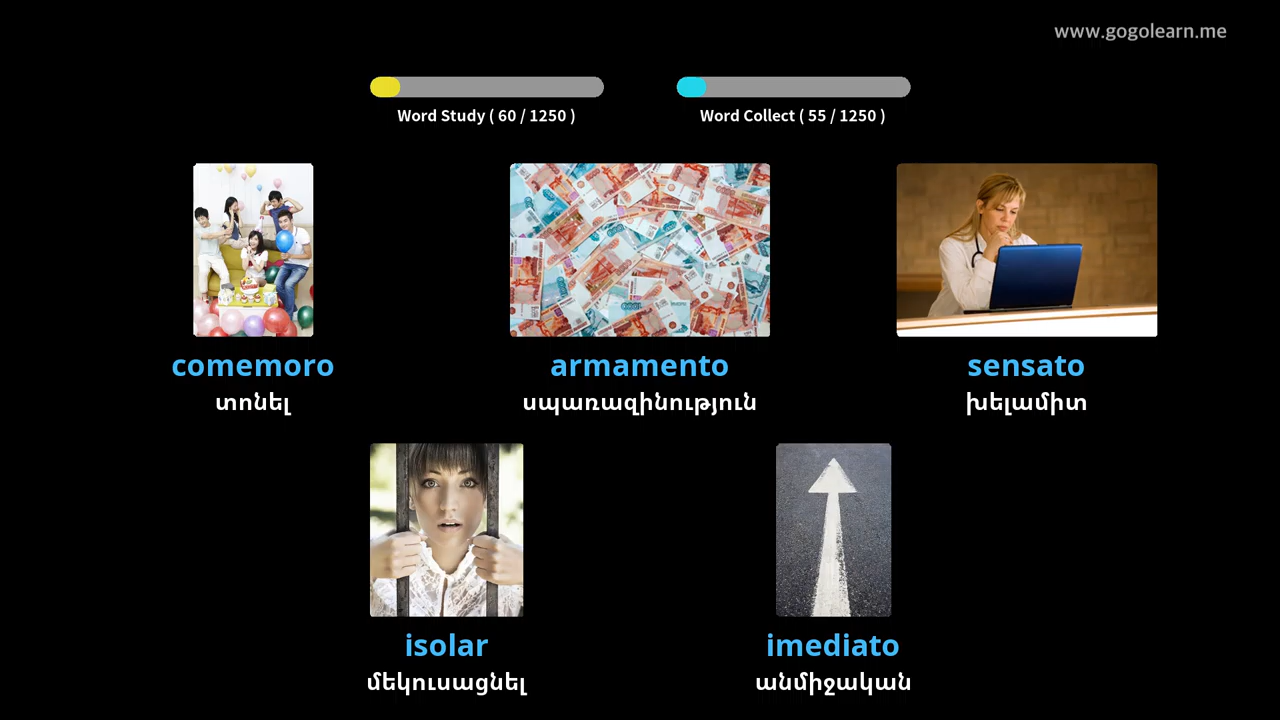 www.gogolearn.me
Word Study ( 60 / 1250 )
Word Collect ( 55 / 1250 )
comemoro
տոնել
armamento
սպառազինություն
sensato
խելամիտ
isolar
մեկուսացնել
imediato
անմիջական